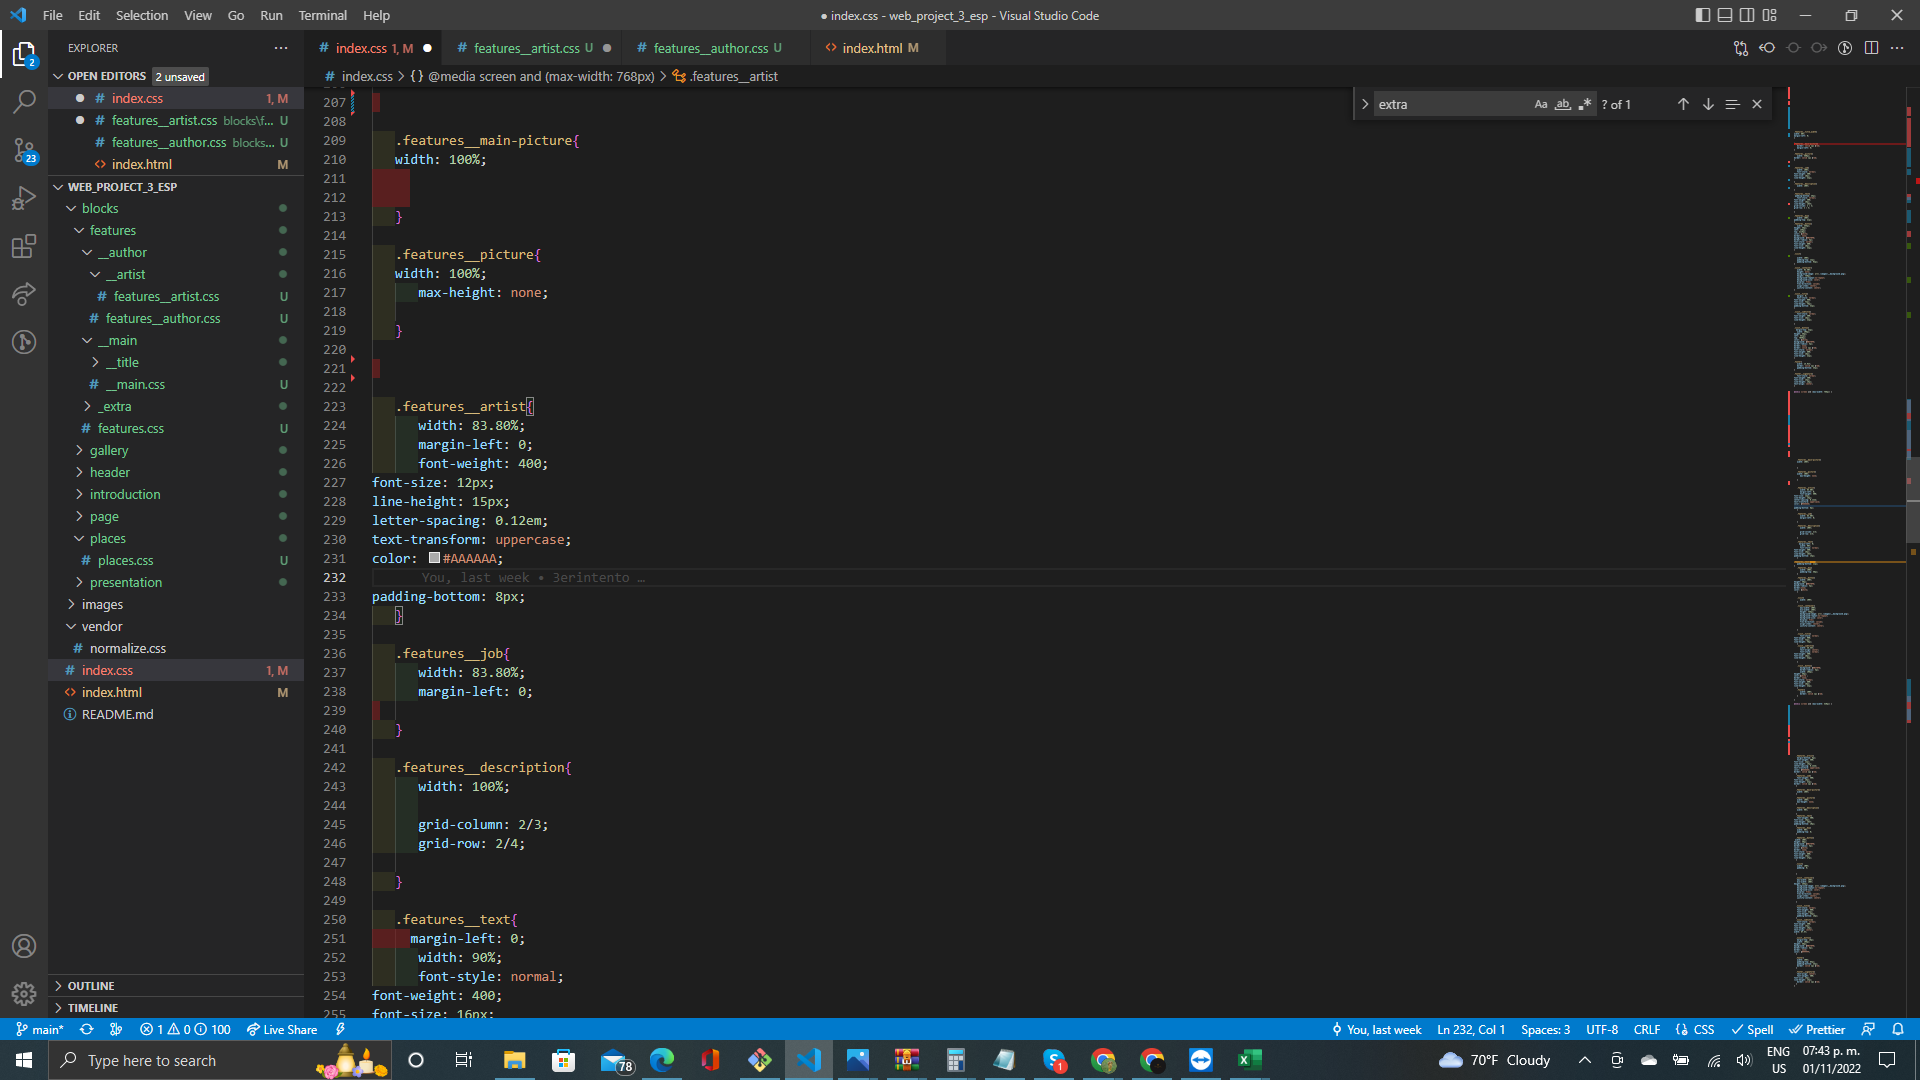 File Edit Selection View Go Run Terminal Help
● index.css - web_project_3_esp - Visual Studio Code
EXPLORER
OPEN EDITORS 2 unsaved
index.css 1, M
features__artist.css blocks\f... U
features__author.css blocks... U
index.html M
WEB_PROJECT_3_ESP
blocks
features
__author
__artist
features__artist.css U
features__author.css U
__main
__title
__main.css U
_extra
features.css U
gallery
header
introduction
page
places
places.css U
presentation
images
vendor
normalize.css
index.css 1, M
index.html M
README.md
OUTLINE
TIMELINE
2
23
index.css 1, M
features__artist.css U
features__author.css U
index.html M
index.css > {} @media screen and (max-width: 768px) > .features__artist
extra Aa ab ? of 1
207
208
209 .features__main-picture{
210 width: 100%;
211
212
213 }
214
215 .features__picture{
216 width: 100%;
217 max-height: none;
218
219 }
220
221
222
223 .features__artist{
224 width: 83.80%;
225 margin-left: 0;
226 font-weight: 400;
227 font-size: 12px;
228 line-height: 15px;
229 letter-spacing: 0.12em;
230 text-transform: uppercase;
231 color: #AAAAAA;
232 You, last week • 3erintento …
233 padding-bottom: 8px;
234 }
235
236 .features__job{
237 width: 83.80%;
238 margin-left: 0;
239
240 }
241
242 .features__description{
243 width: 100%;
244
245 grid-column: 2/3;
246 grid-row: 2/4;
247
248 }
249
250 .features__text{
251 margin-left: 0;
252 width: 90%;
253 font-style: normal;
254 font-weight: 400;
255 font-size: 16px;
main* 1 0 100 Live Share
You, last week Ln 232, Col 1 Spaces: 3 UTF-8 CRLF {} CSS Spell Prettier
Type here to search
78
1
70°F Cloudy
ENG US
07:43 p. m.
01/11/2022